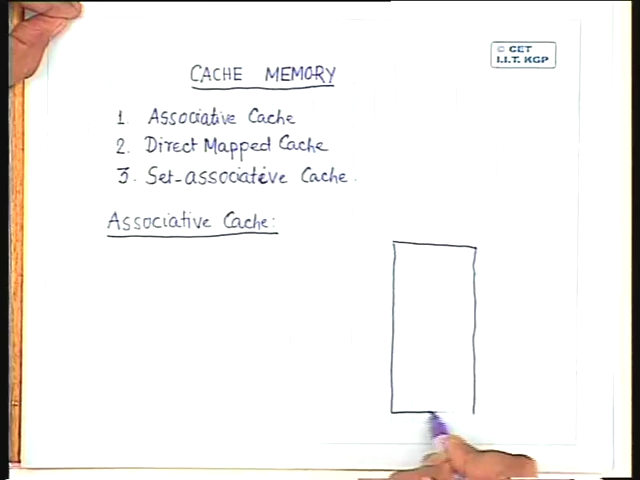 © CET
I.I.T. KGP
CACHE MEMORY
1. Associative Cache
2. Direct Mapped Cache
3. Set-associative Cache.
Associative Cache: